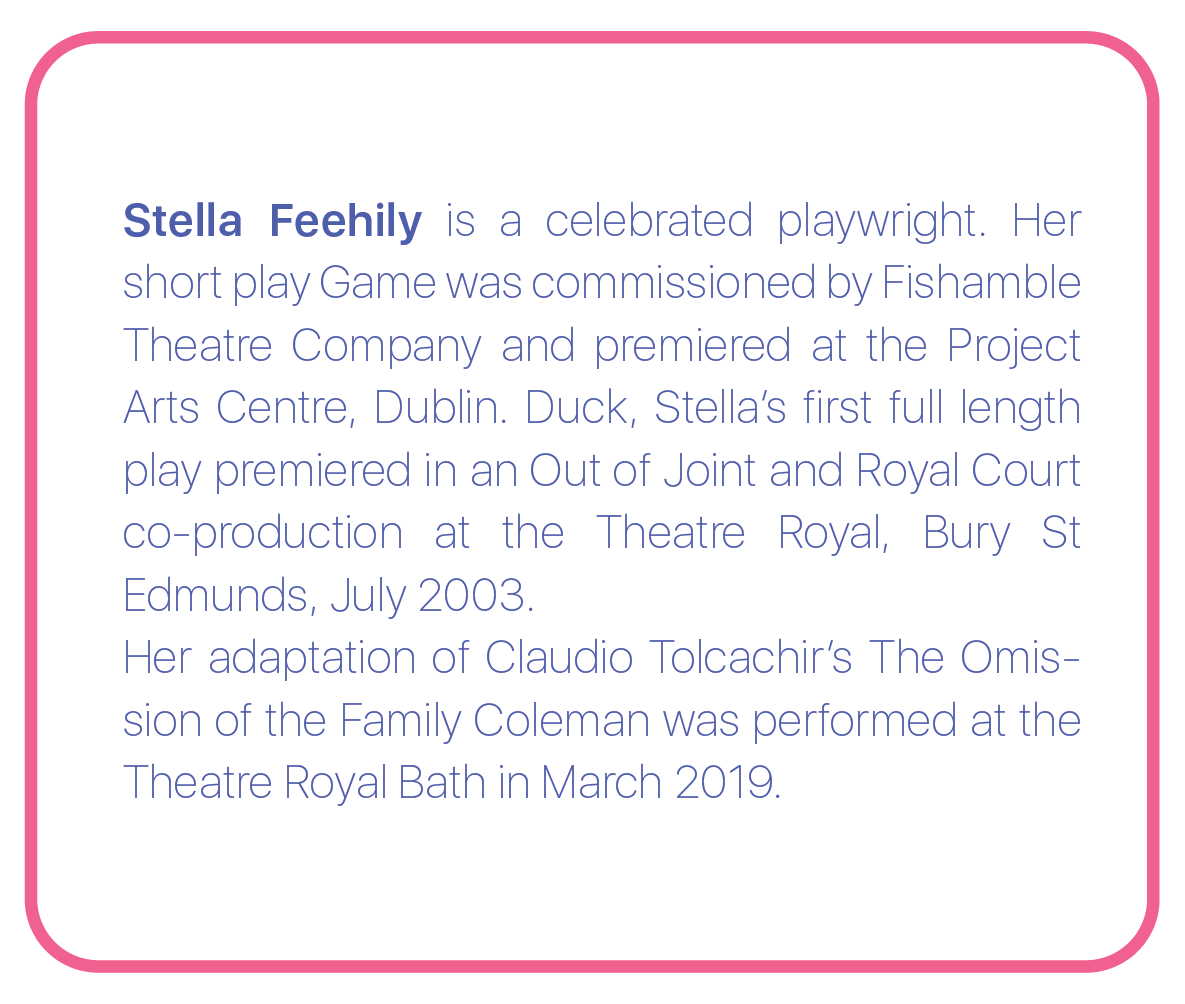 Stella Feehily is a celebrated playwright. Her
short play Game was commissioned by Fishamble
Theatre Company and premiered at the Project
Arts Centre, Dublin. Duck, Stella’s first full length
play premiered in an Out of Joint and Royal Court
co-production at the Theatre Royal, Bury St
Edmunds, July 2003.
Her adaptation of Claudio Tolcachir’s The Omis-
sion of the Family Coleman was performed at the
Theatre Royal Bath in March 2019.